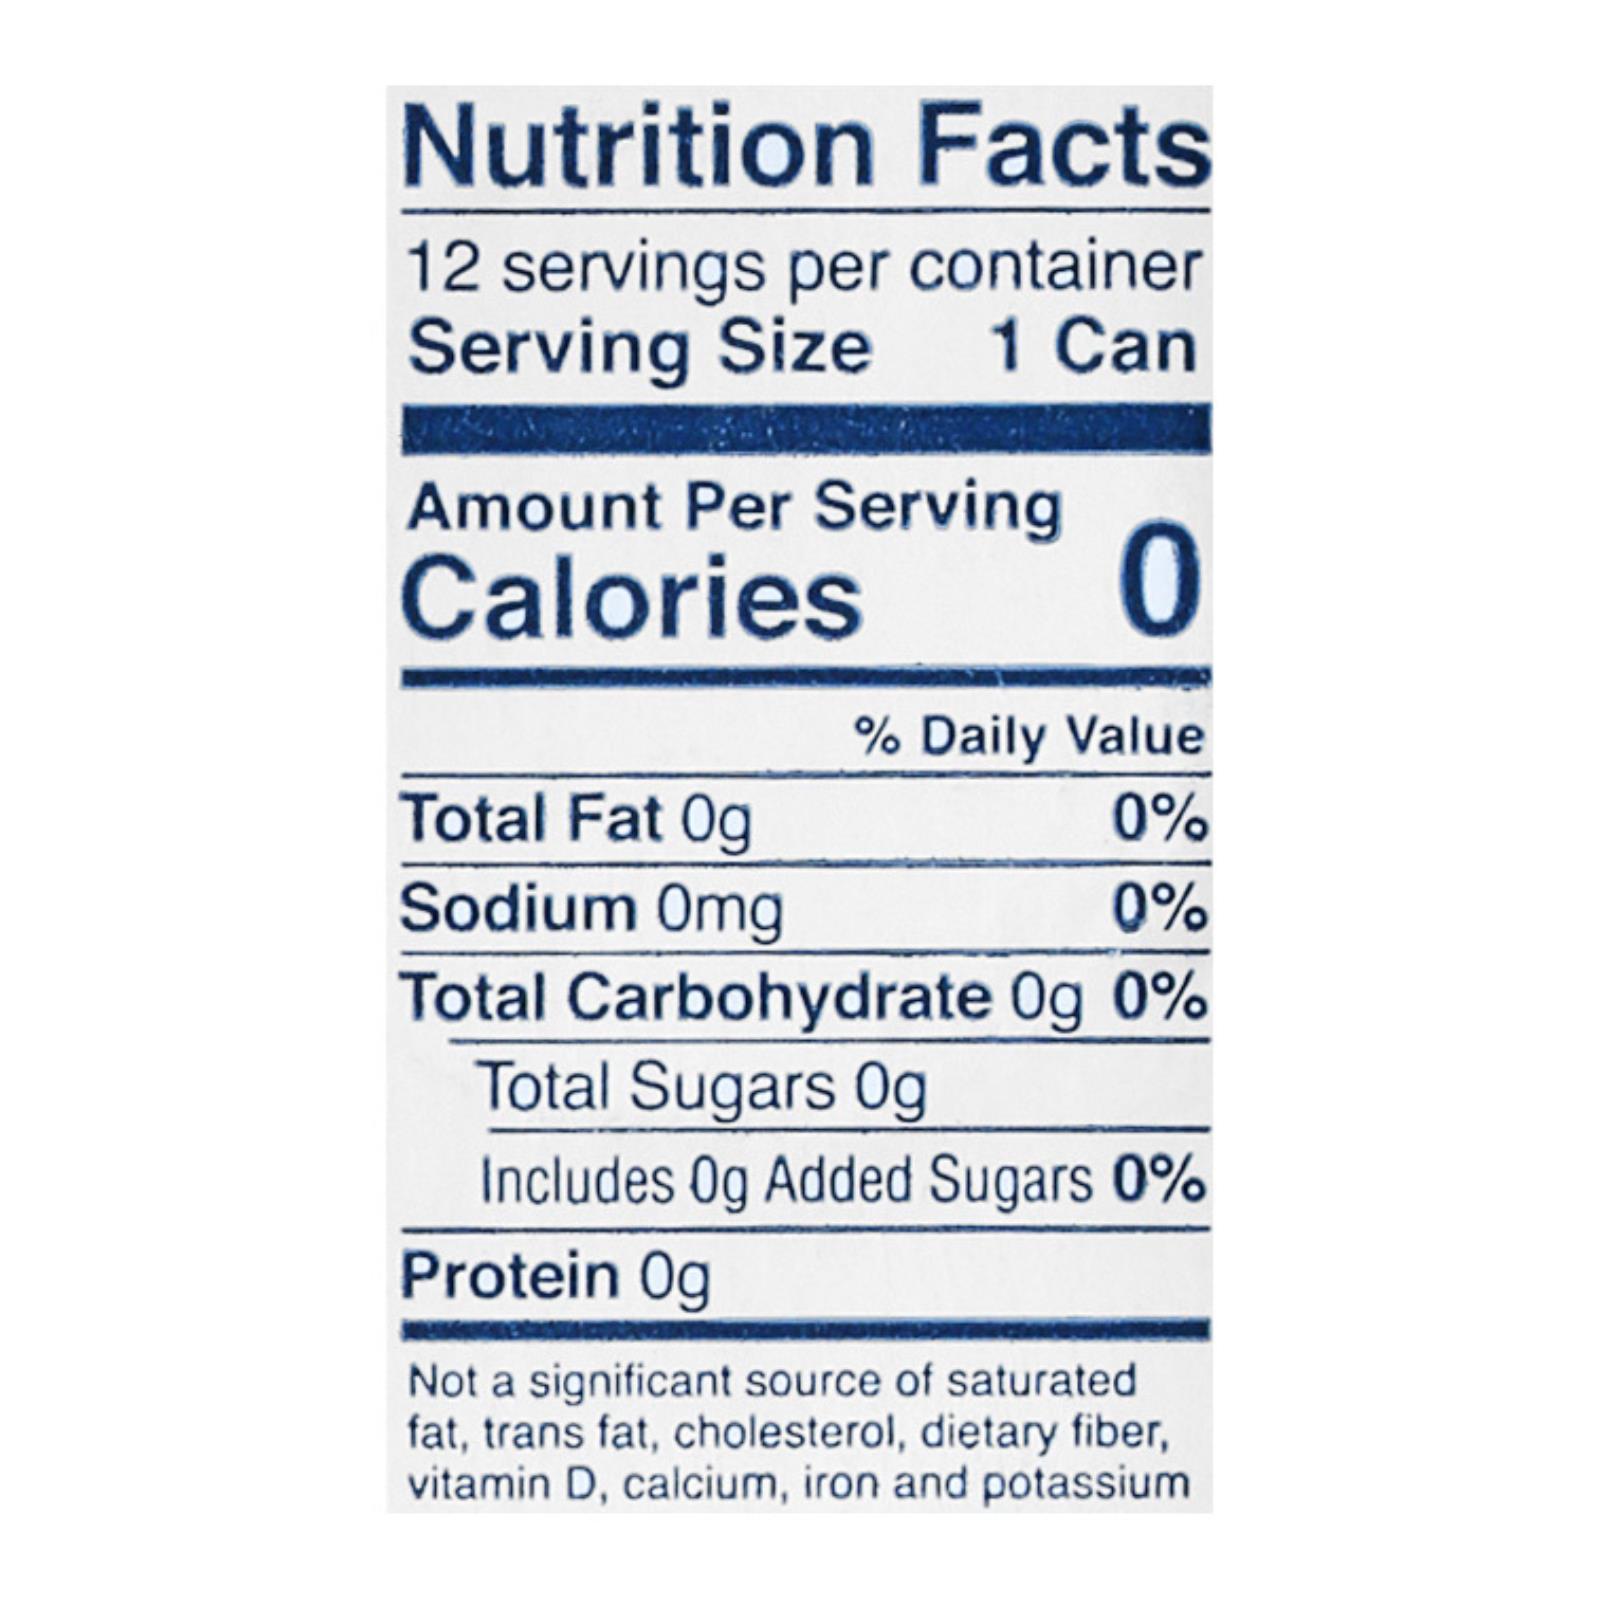 Nutrition Facts
12 servings per container
Serving Size 1 Can
Amount Per Serving
Calories 0
% Daily Value
Total Fat 0g 0%
Sodium 0mg 0%
Total Carbohydrate 0g 0%
Total Sugars 0g
Includes 0g Added Sugars 0%
Protein 0g
Not a significant source of saturated
fat, trans fat, cholesterol, dietary fiber,
vitamin D, calcium, iron and potassium